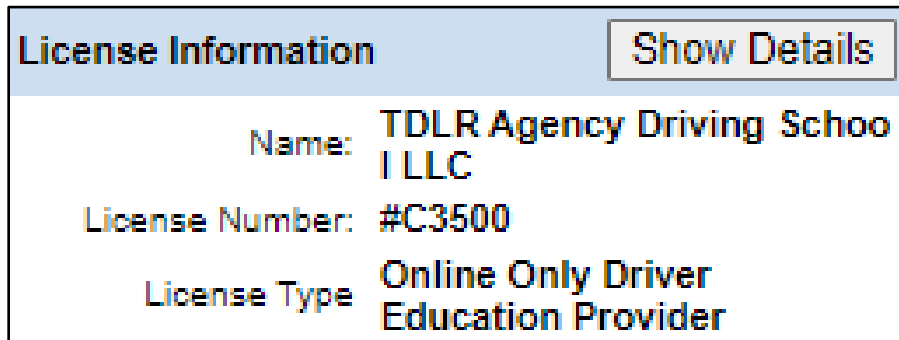 License Information Show Details
Name: TDLR Agency Driving Schoo
l LLC
License Number: #C3500
License Type Online Only Driver
Education Provider